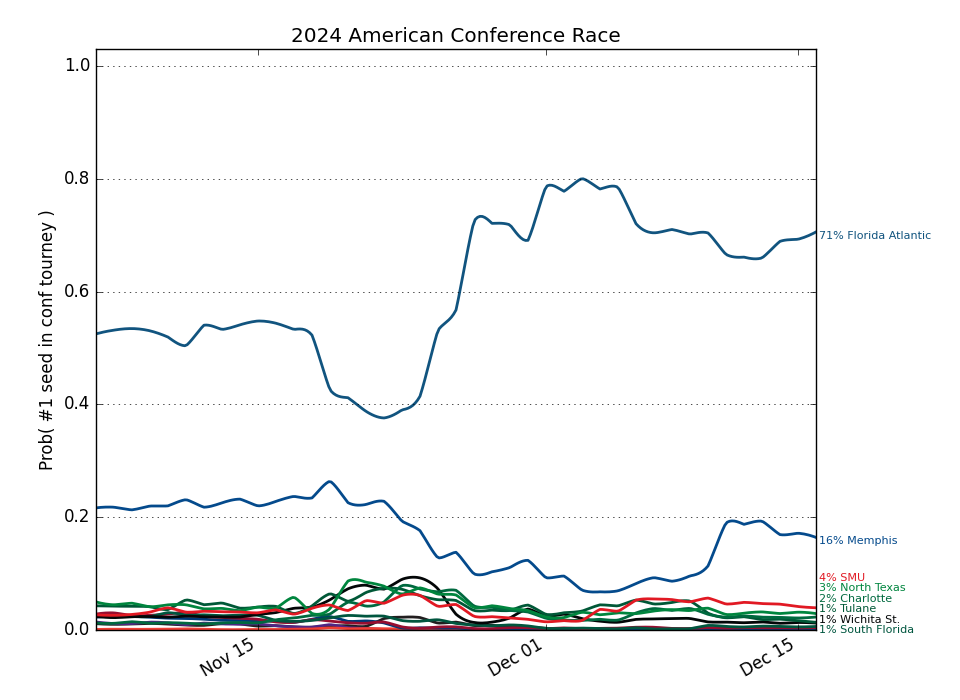 2024 American Conference Race
1.0
0.8
0.6
0.4
0.2
0.0
Prob( #1 seed in conf tourney )
Nov 15
Dec 01
Dec 15
71% Florida Atlantic
16% Memphis
4% SMU
3% North Texas
2% Charlotte
1% Tulane
1% Wichita St.
1% South Florida